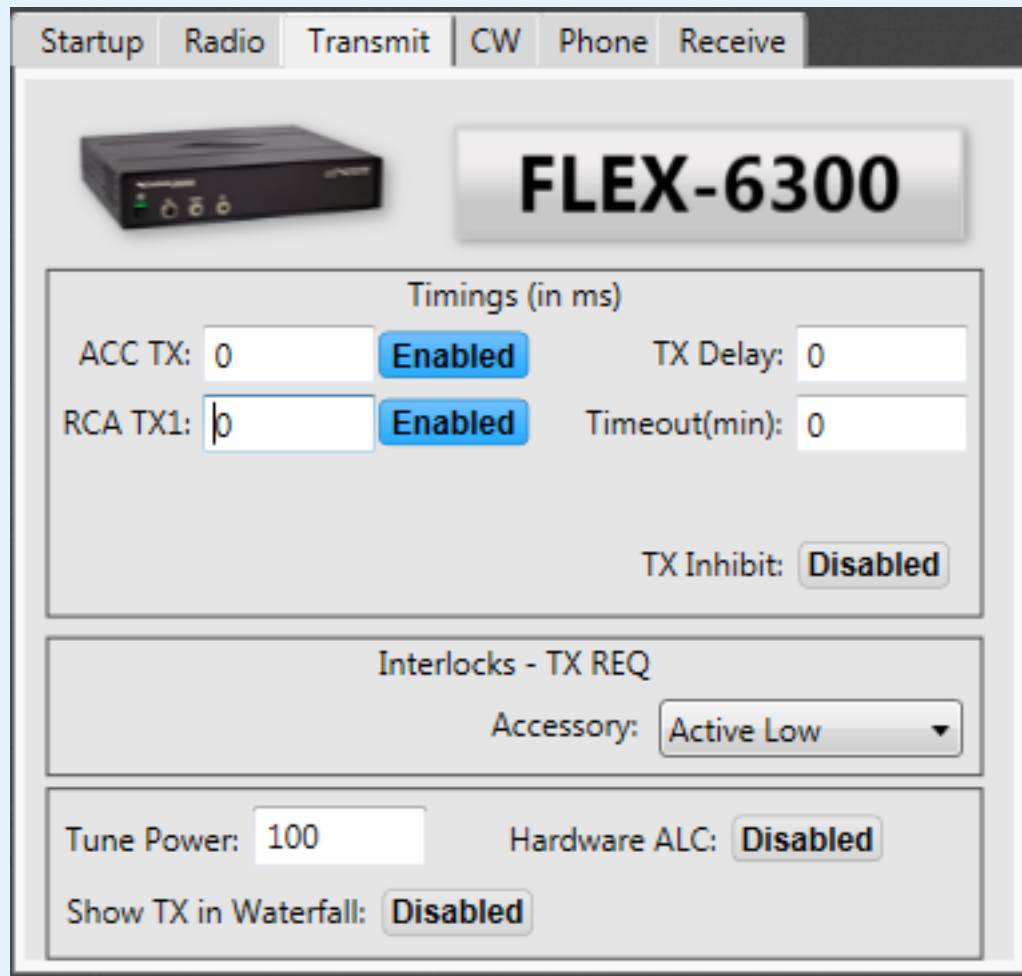 Startup Radio Transmit CW Phone Receive
FLEX-6300
Timings (in ms)
ACC TX: 0 Enabled TX Delay: 0
RCA TX1: 0 Enabled Timeout(min): 0
TX Inhibit: Disabled
Interlocks - TX REQ
Accessory: Active Low
Tune Power: 100 Hardware ALC: Disabled
Show TX in Waterfall: Disabled